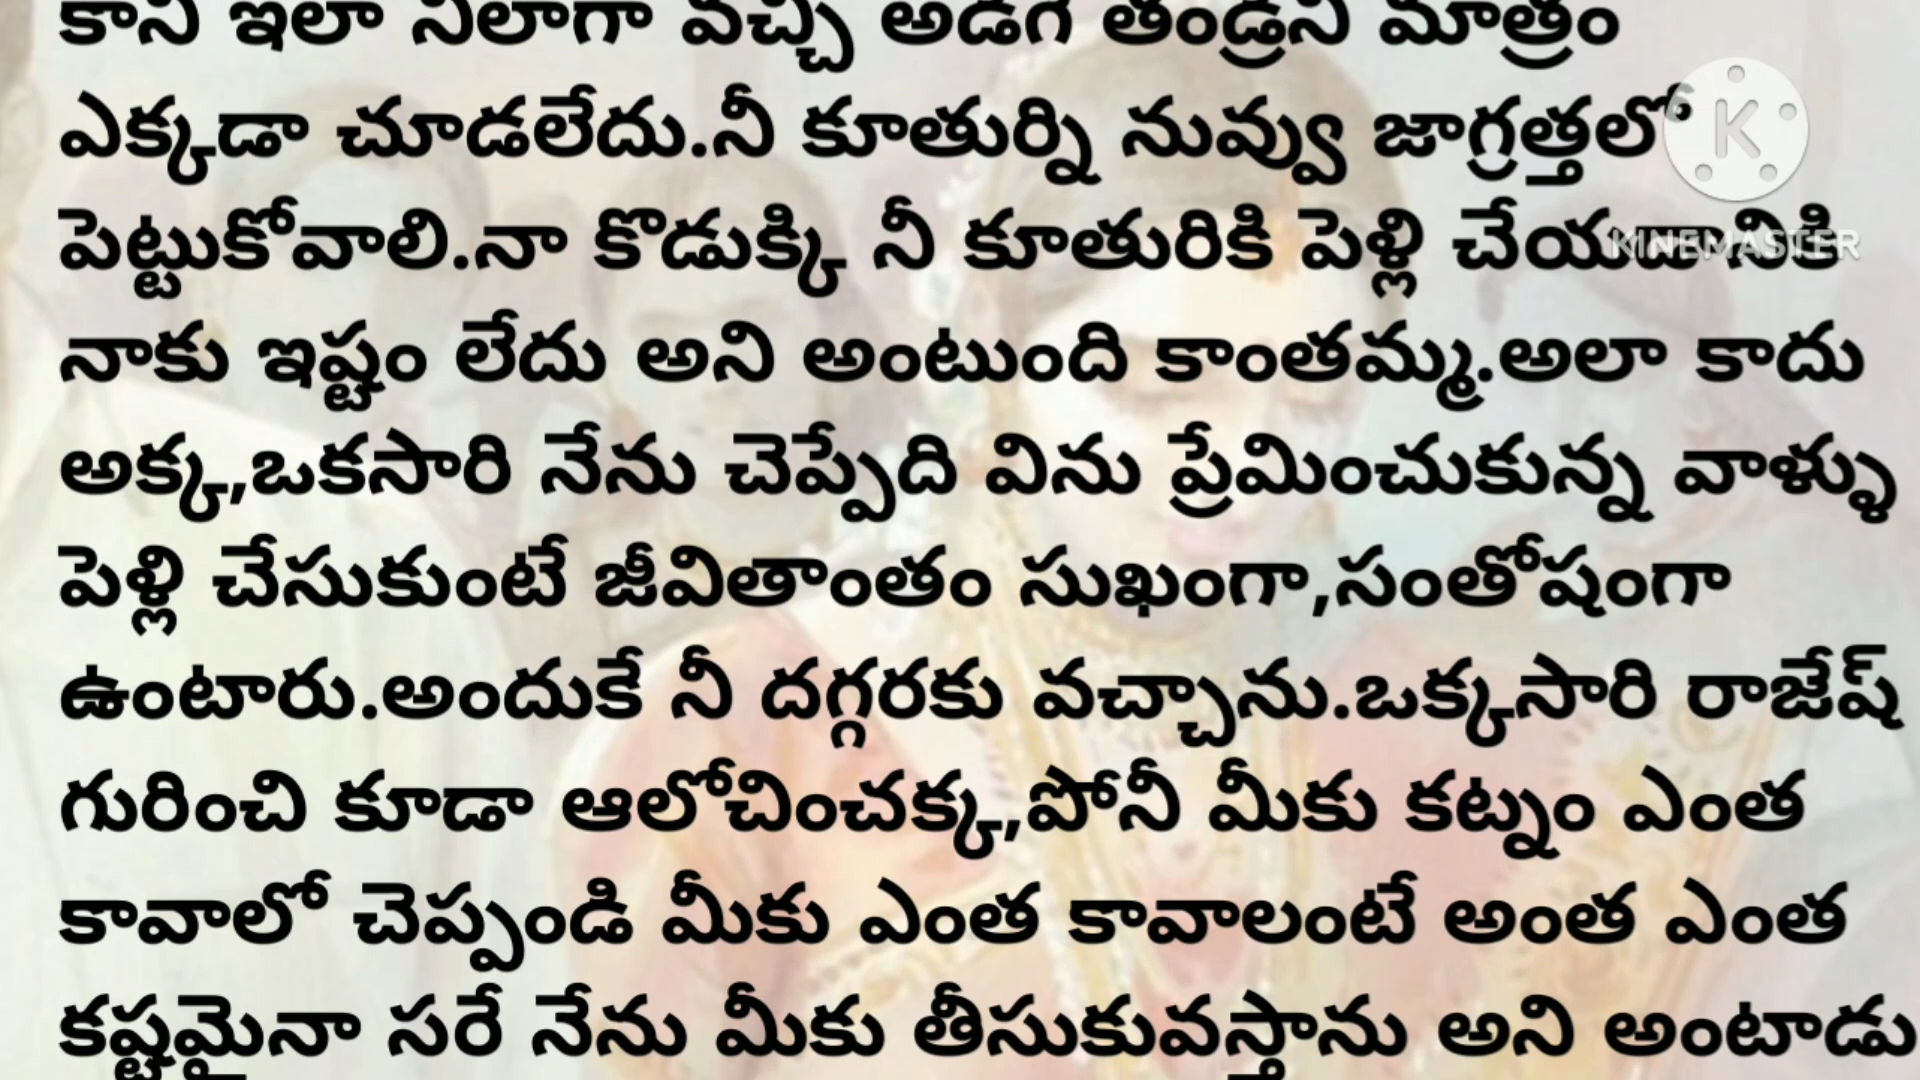 కాని ఇలా నీలాగా వచ్చి అడిగే తండ్రిని మాత్రం
ఎక్కడా చూడలేదు.నీ కూతుర్ని నువ్వు జాగ్రత్తలో
పెట్టుకోవాలి.నా కొడుక్కి నీ కూతురికి పెళ్లి చేయడానికి
నాకు ఇష్టం లేదు అని అంటుంది కాంతమ్మ.అలా కాదు
అక్క,ఒకసారి నేను చెప్పేది విను ప్రేమించుకున్న వాళ్ళు
పెళ్లి చేసుకుంటే జీవితాంతం సుఖంగా,సంతోషంగా
ఉంటారు.అందుకే నీ దగ్గరకు వచ్చాను.ఒక్కసారి రాజేష్
గురించి కూడా ఆలోచించక్క,పోనీ మీకు కట్నం ఎంత
కావాలో చెప్పండి మీకు ఎంత కావాలంటే అంత ఎంత
కష్టమైనా సరే నేను మీకు తీసుకువస్తాను అని అంటాడు
K
KINEMASTER